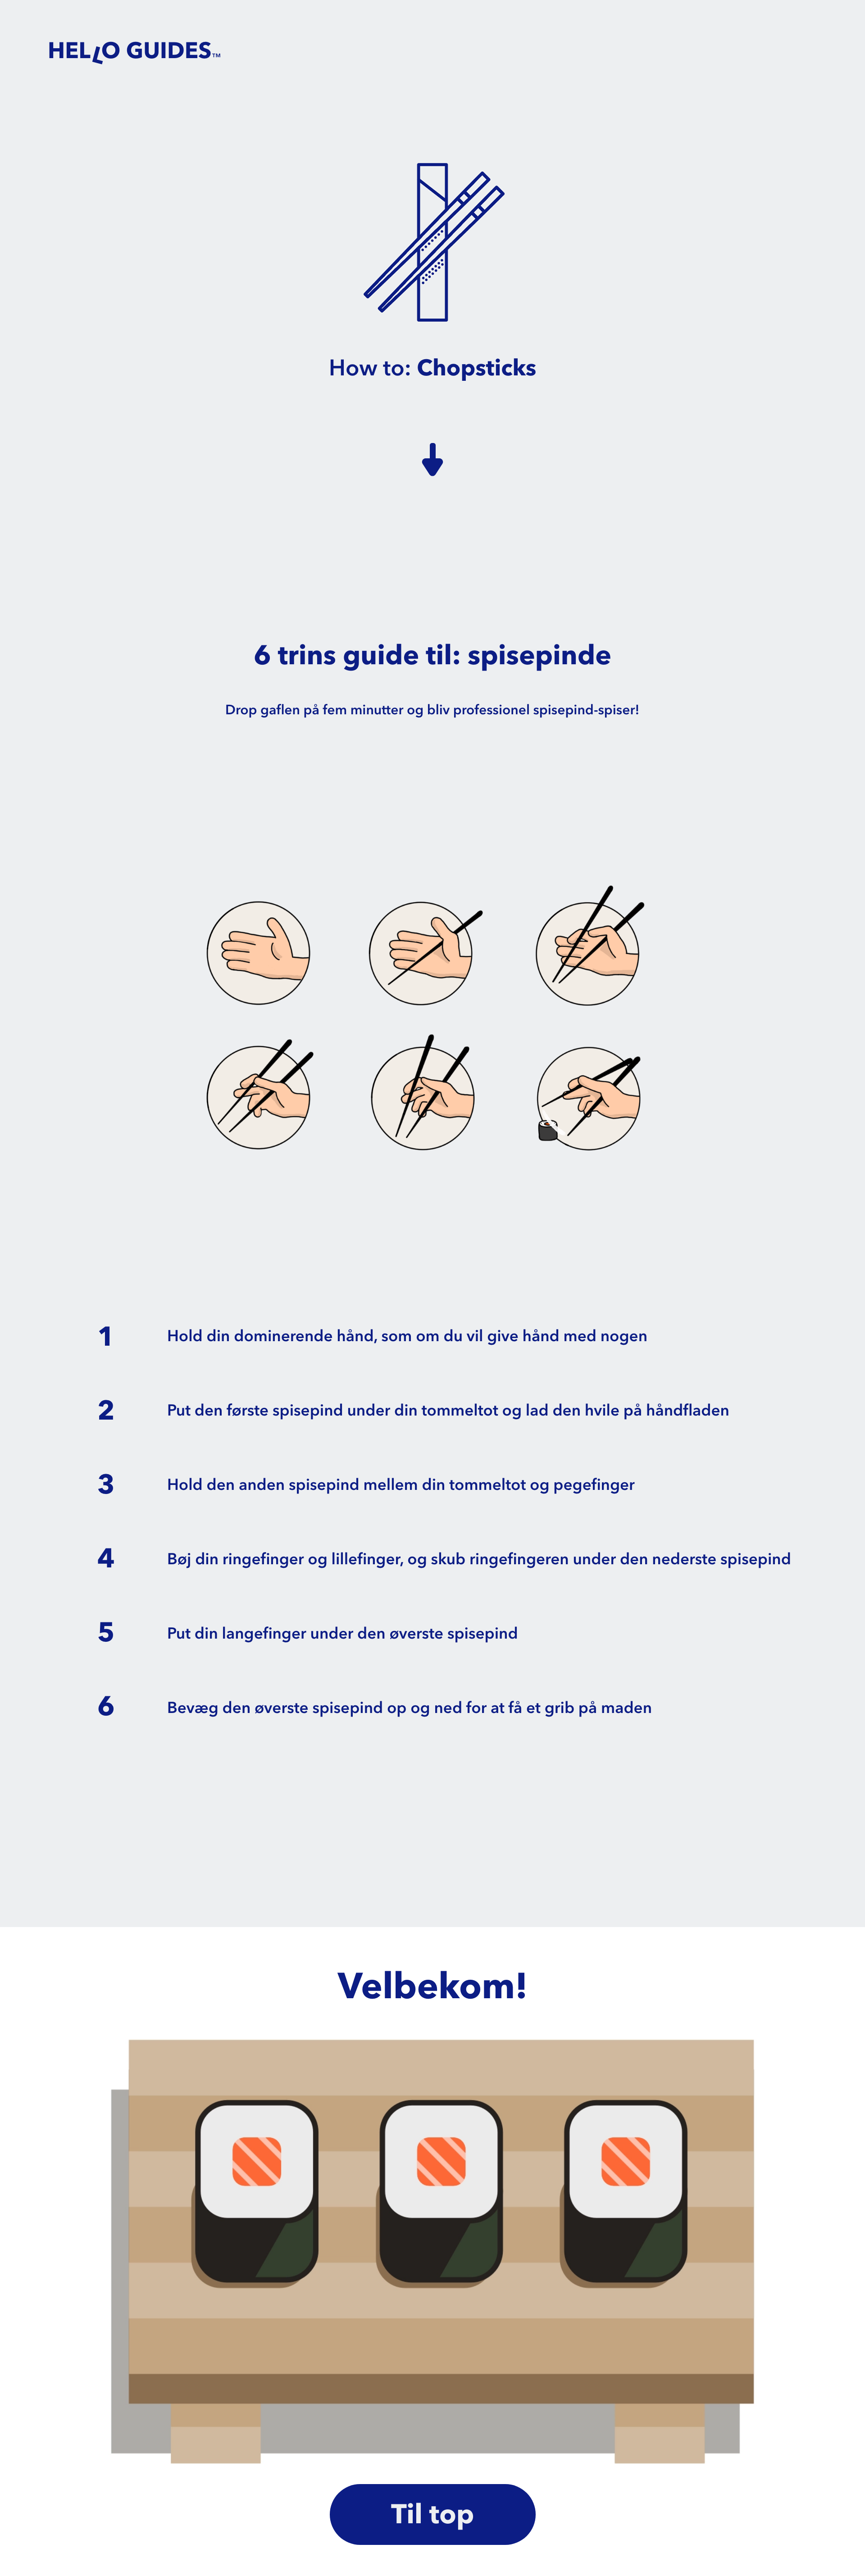 HELLO GUIDES™
How to: Chopsticks
6 trins guide til: spisepinde
Drop gaflen på fem minutter og bliv professionel spisepind-spiser!
1 Hold din dominerende hånd, som om du vil give hånd med nogen
2 Put den første spisepind under din tommeltot og lad den hvile på håndfladen
3 Hold den anden spisepind mellem din tommeltot og pegefinger
4 Bøj din ringefinger og lillefinger, og skub ringefingeren under den nederste spisepind
5 Put din langefinger under den øverste spisepind
6 Bevæg den øverste spisepind op og ned for at få et grib på maden
Velbekom!
Til top